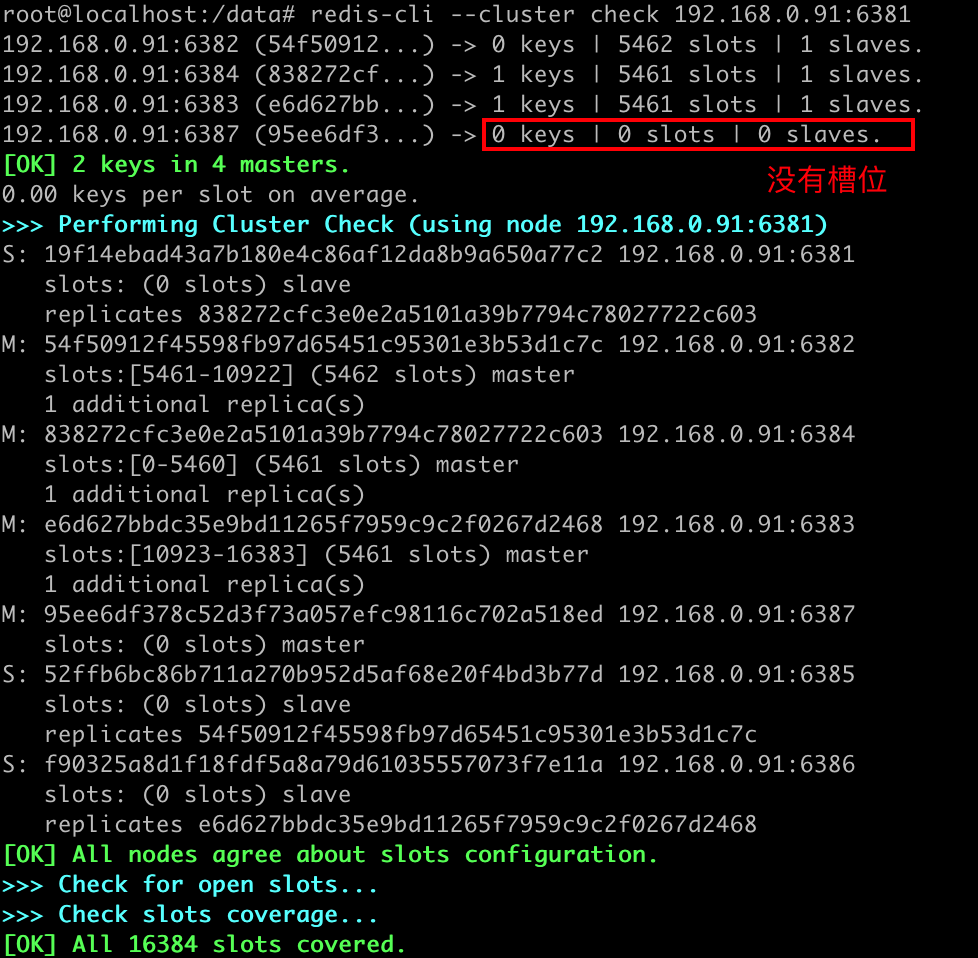 root@localhost:/data# redis-cli --cluster check 192.168.0.91:6381
192.168.0.91:6382 (54f50912...) -> 0 keys | 5462 slots | 1 slaves.
192.168.0.91:6384 (838272cf...) -> 1 keys | 5461 slots | 1 slaves.
192.168.0.91:6383 (e6d627bb...) -> 1 keys | 5461 slots | 1 slaves.
192.168.0.91:6387 (95ee6df3...) -> 0 keys | 0 slots | 0 slaves.
[OK] 2 keys in 4 masters.
没有槽位
0.00 keys per slot on average.
>>> Performing Cluster Check (using node 192.168.0.91:6381)
S: 19f14ebad43a7b180e4c86af12da8b9a650a77c2 192.168.0.91:6381
   slots: (0 slots) slave
   replicates 838272cfc3e0e2a5101a39b7794c78027722c603
M: 54f50912f45598fb97d65451c95301e3b53d1c7c 192.168.0.91:6382
   slots:[5461-10922] (5462 slots) master
   1 additional replica(s)
M: 838272cfc3e0e2a5101a39b7794c78027722c603 192.168.0.91:6384
   slots:[0-5460] (5461 slots) master
   1 additional replica(s)
M: e6d627bbdc35e9bd11265f7959c9c2f0267d2468 192.168.0.91:6383
   slots:[10923-16383] (5461 slots) master
   1 additional replica(s)
M: 95ee6df378c52d3f73a057efc98116c702a518ed 192.168.0.91:6387
   slots: (0 slots) master
S: 52ffb6bc86b711a270b952d5af68e20f4bd3b77d 192.168.0.91:6385
   slots: (0 slots) slave
   replicates 54f50912f45598fb97d65451c95301e3b53d1c7c
S: f90325a8d1f18fdf5a8a79d61035557073f7e11a 192.168.0.91:6386
   slots: (0 slots) slave
   replicates e6d627bbdc35e9bd11265f7959c9c2f0267d2468
[OK] All nodes agree about slots configuration.
>>> Check for open slots...
>>> Check slots coverage...
[OK] All 16384 slots covered.